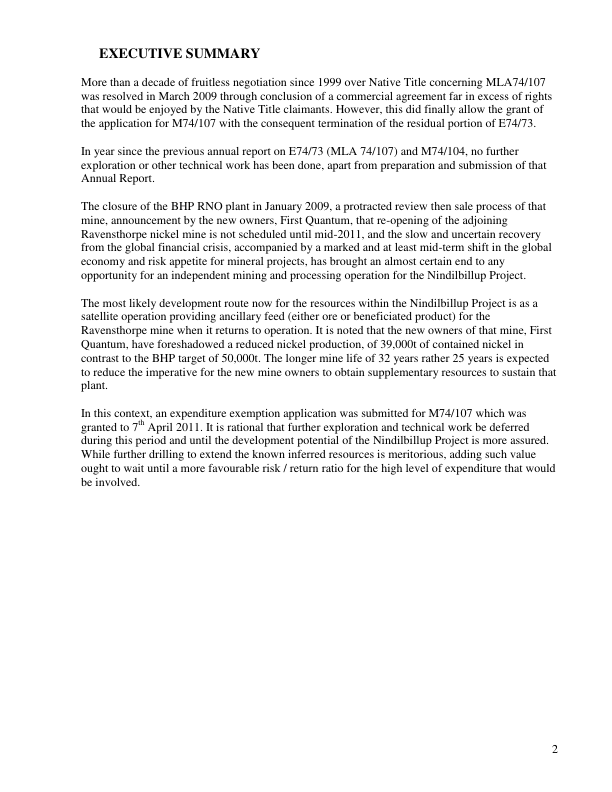 EXECUTIVE SUMMARY
More than a decade of fruitless negotiation since 1999 over Native Title concerning MLA74/107
was resolved in March 2009 through conclusion of a commercial agreement far in excess of rights
that would be enjoyed by the Native Title claimants. However, this did finally allow the grant of
the application for M74/107 with the consequent termination of the residual portion of E74/73.
In year since the previous annual report on E74/73 (MLA 74/107) and M74/104, no further
exploration or other technical work has been done, apart from preparation and submission of that
Annual Report.
The closure of the BHP RNO plant in January 2009, a protracted review then sale process of that
mine, announcement by the new owners, First Quantum, that re-opening of the adjoining
Ravensthorpe nickel mine is not scheduled until mid-2011, and the slow and uncertain recovery
from the global financial crisis, accompanied by a marked and at least mid-term shift in the global
economy and risk appetite for mineral projects, has brought an almost certain end to any
opportunity for an independent mining and processing operation for the Nindilbillup Project.
The most likely development route now for the resources within the Nindilbillup Project is as a
satellite operation providing ancillary feed (either ore or beneficiated product) for the
Ravensthorpe mine when it returns to operation. It is noted that the new owners of that mine, First
Quantum, have foreshadowed a reduced nickel production, of 39,000t of contained nickel in
contrast to the BHP target of 50,000t. The longer mine life of 32 years rather 25 years is expected
to reduce the imperative for the new mine owners to obtain supplementary resources to sustain that
plant.
In this context, an expenditure exemption application was submitted for M74/107 which was
granted to 7th April 2011. It is rational that further exploration and technical work be deferred
during this period and until the development potential of the Nindilbillup Project is more assured.
While further drilling to extend the known inferred resources is meritorious, adding such value
ought to wait until a more favourable risk / return ratio for the high level of expenditure that would
be involved.
2